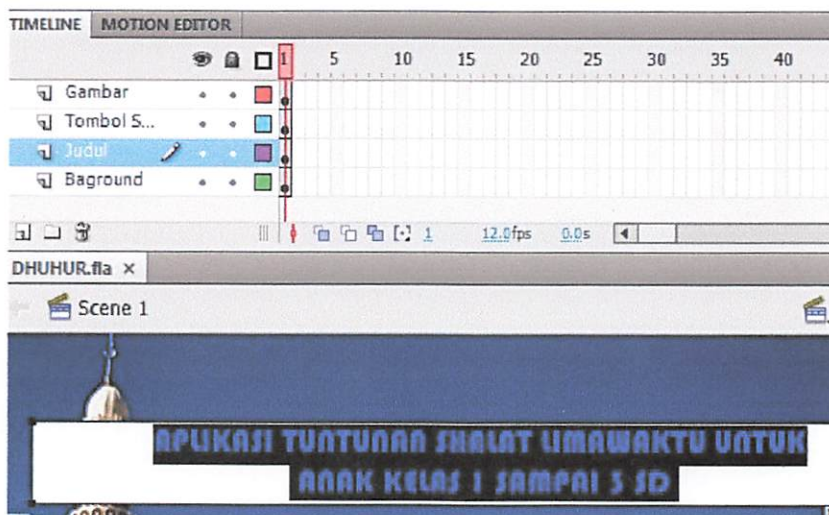 TIMELINE MOTION EDITOR
1 5 10 15 20 25 30 35 40
Gambar
Tombol S...
Judul
Baground
1 12.0fps 0.0s
DHUHUR.fla ×
Scene 1
APLIKASI TUNTUNAN SHALAT LIMAWAKTU UNTUK
ANAK KELAS 1 SAMPAI 5 SD